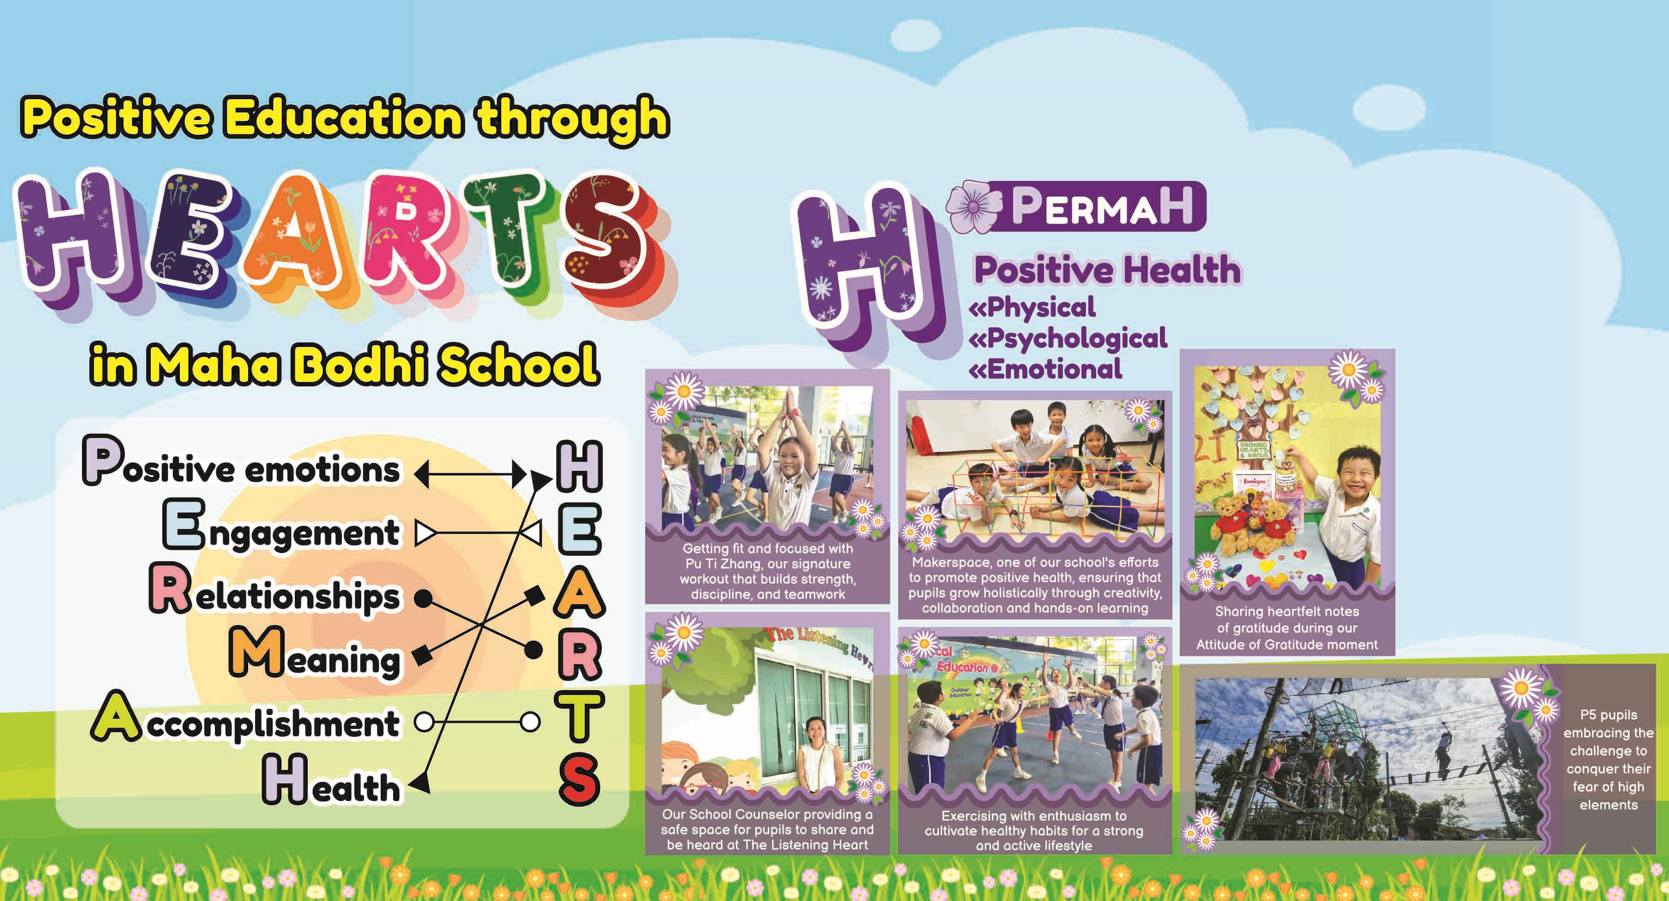 Positive Education through
HEARTS
in Maha Bodhi School
Positive emotions
Engagement
Relationships
Meaning
Accomplishment
Health
H
E
A
R
T
S
H
PERMAH
Positive Health
«Physical
«Psychological
«Emotional
Getting fit and focused with
Pu Ti Zhang, our signature
workout that builds strength,
discipline, and teamwork
Makerspace, one of our school's efforts
to promote positive health, ensuring that
pupils grow holistically through creativity,
collaboration and hands-on learning
GROWING
HEARTS
& MINDS
Sharing heartfelt notes
of gratitude during our
Attitude of Gratitude moment
The Listening
Our School Counselor providing a
safe space for pupils to share and
be heard at The Listening Heart
cal
Education
Outdoor
Education
Exercising with enthusiasm to
cultivate healthy habits for a strong
and active lifestyle
P5 pupils
embracing the
challenge to
conquer their
fear of high
elements